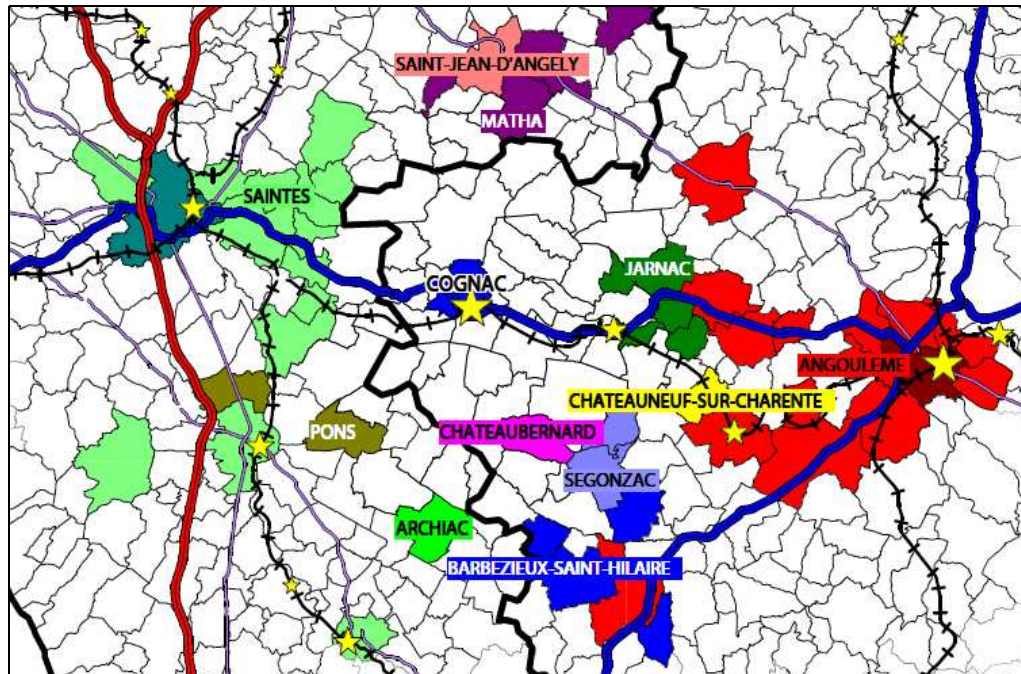 SAINT-JEAN-D'ANGELY
MATHA
SAINTES
JARNAC
COGNAC
ANGOULEME
CHATEAUNEUF-SUR-CHARENTE
PONS
CHATEAUBERNARD
SEGONZAC
ARCHIAC
BARBEZIEUX-SAINT-HILAIRE